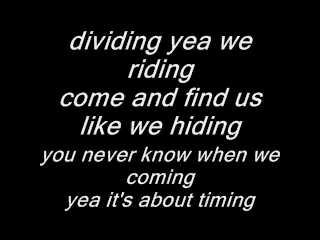 dividing yea we
riding
come and find us
like we hiding
you never know when we
coming
yea it's about timing